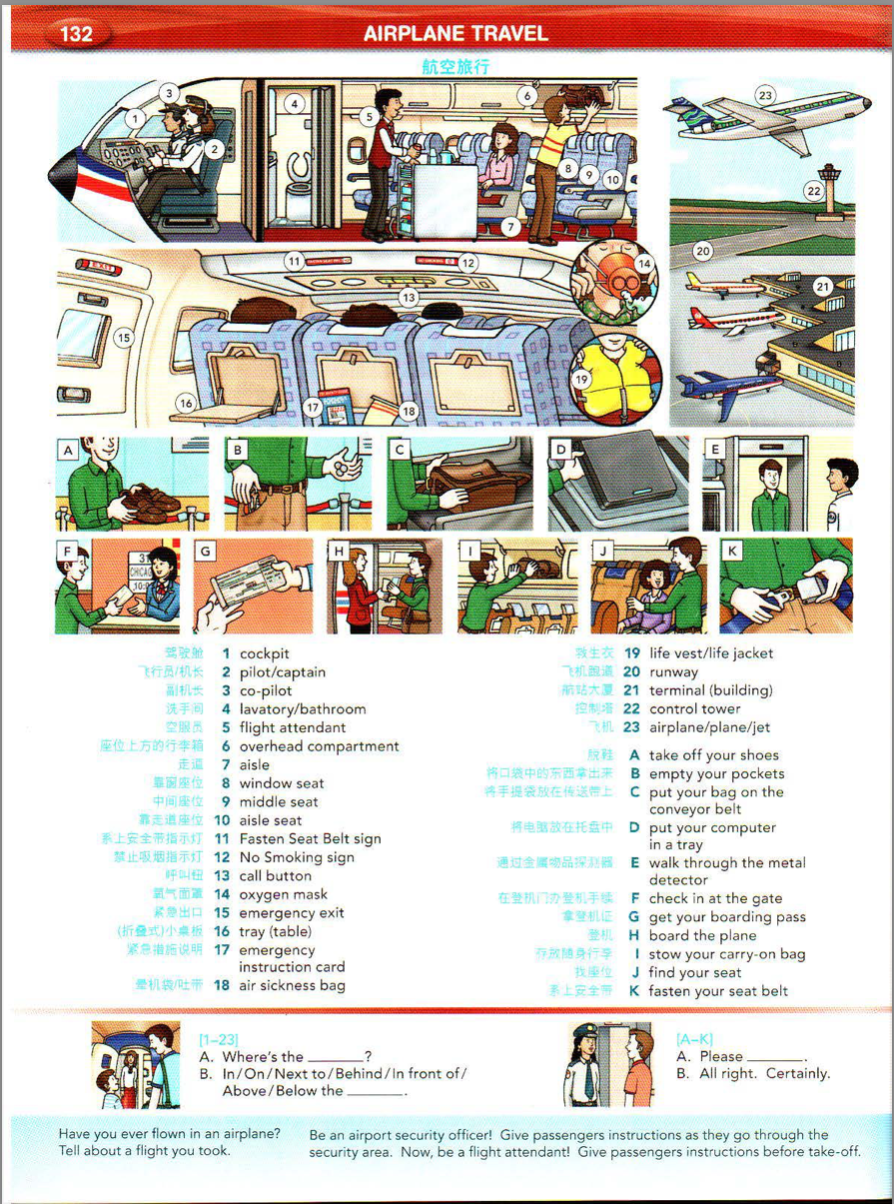 132
AIRPLANE TRAVEL
航空旅行
1
2
3
4
5
6
7
8
9
10
23
22
20
21
EXIT
11
12
13
14
15
16
17
18
19
A
B
C
D
E
F
31
CHICA
G
H
I
J
K
驾驶舱 1 cockpit
飞行员/机长 2 pilot/captain
副机长 3 co-pilot
洗手间 4 lavatory/bathroom
空服员 5 flight attendant
座位上方的行李箱 6 overhead compartment
走道 7 aisle
靠窗座位 8 window seat
中间座位 9 middle seat
靠走道座位 10 aisle seat
系上安全带指示灯 11 Fasten Seat Belt sign
禁止吸烟指示灯 12 No Smoking sign
呼叫钮 13 call button
氧气面罩 14 oxygen mask
紧急出口 15 emergency exit
(折叠式)小桌板 16 tray (table)
紧急措施说明 17 emergency
instruction card
晕机袋/吐带 18 air sickness bag
救生衣 19 life vest/life jacket
飞机跑道 20 runway
航站大厦 21 terminal (building)
控制塔 22 control tower
飞机 23 airplane/plane/jet
脱鞋 A take off your shoes
将口袋中的东西拿出来 B empty your pockets
将手提袋放在传送带上 C put your bag on the
conveyor belt
将电脑放在托盘中 D put your computer
in a tray
通过金属物品探测器 E walk through the metal
detector
在登机门办登机手续 F check in at the gate
拿登机证 G get your boarding pass
登机 H board the plane
存放随身行李 I stow your carry-on bag
找座位 J find your seat
系上安全带 K fasten your seat belt
[1–23]
A. Where's the _______?
B. In/On/Next to/Behind/In front of/
Above/Below the _______.
[A–K]
A. Please _______.
B. All right. Certainly.
Have you ever flown in an airplane?
Tell about a flight you took.
Be an airport security officer! Give passengers instructions as they go through the
security area. Now, be a flight attendant! Give passengers instructions before take-off.